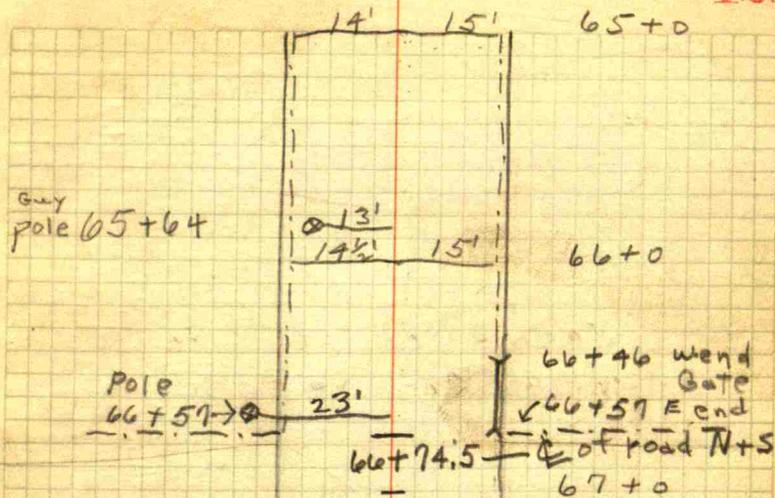 14' 15' 65+0
Guy
pole 65+64
13'
14½' 15' 66+0
66+46 W end
Gate
Pole
66+57 23' 66+57 E end
66+74.5 ℄ of road N+S
67+0